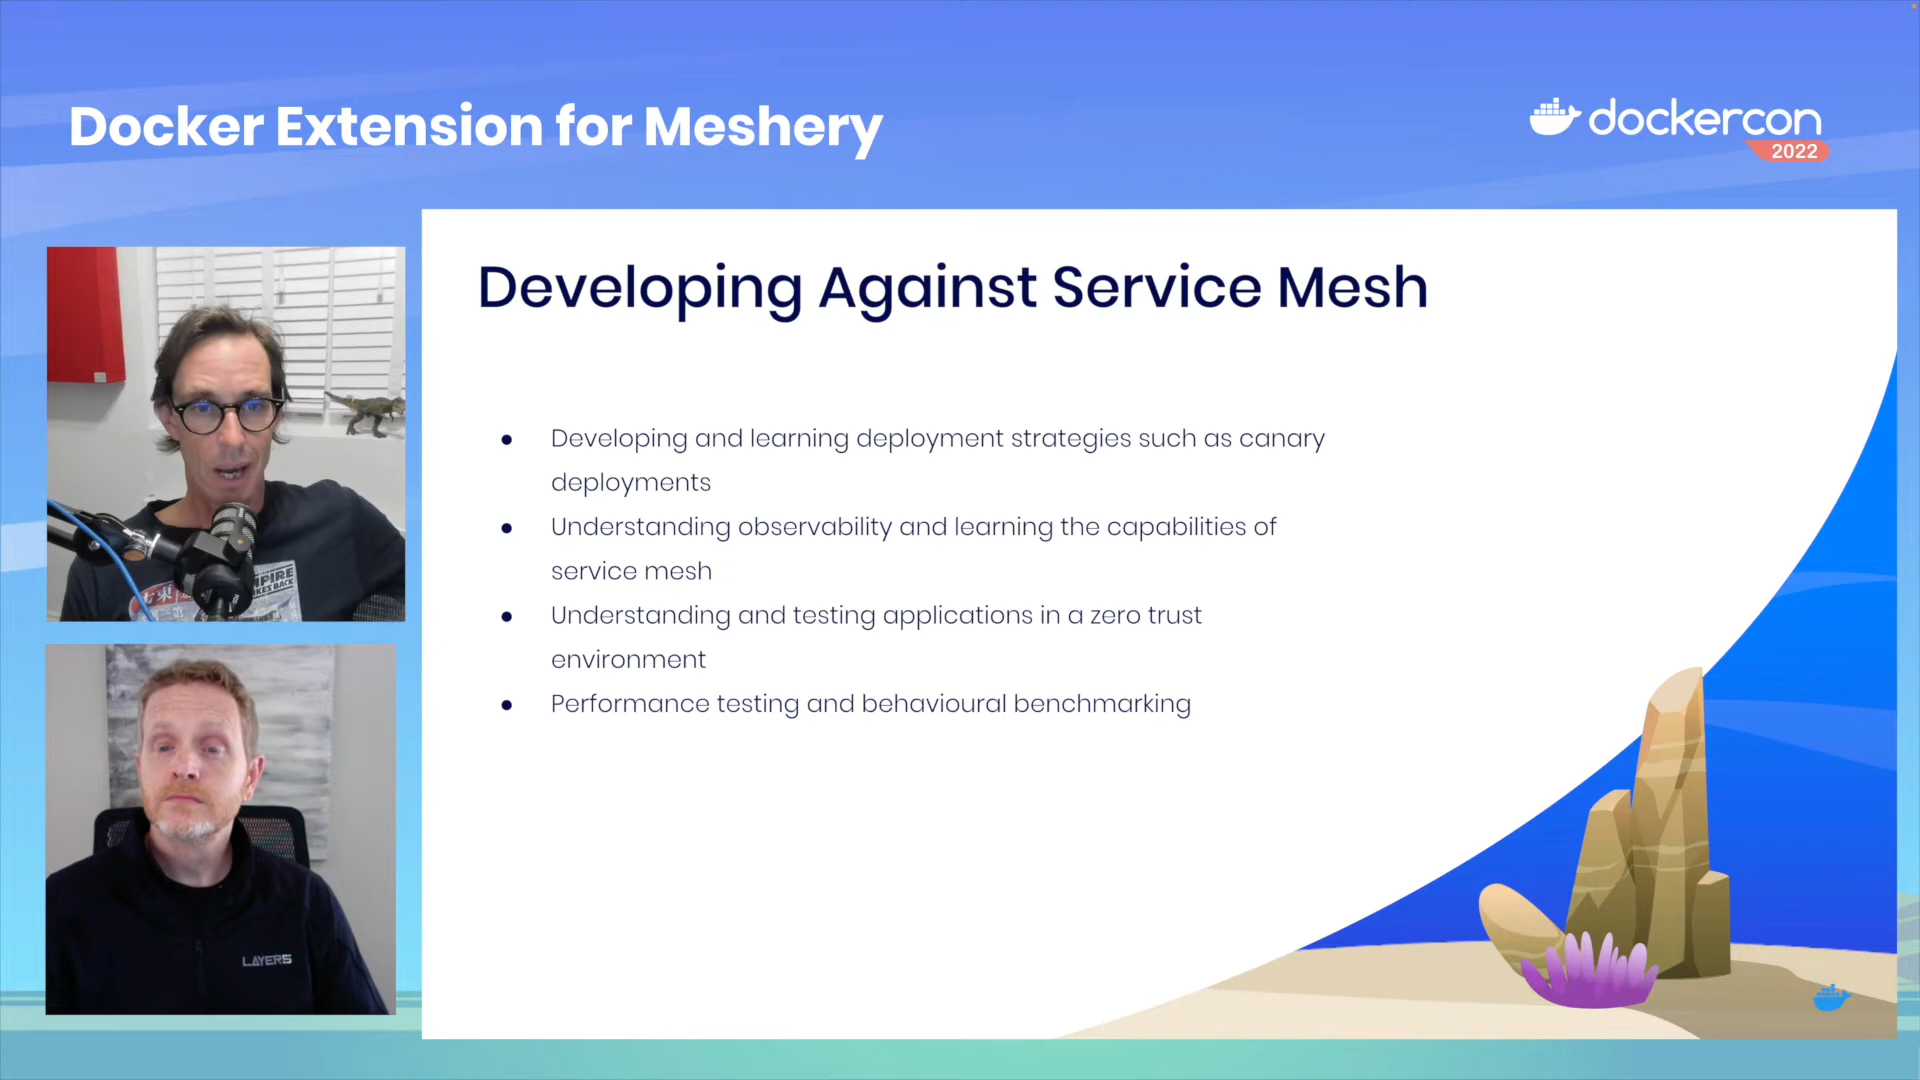 Docker Extension for Meshery
dockercon
2022
Developing Against Service Mesh
● Developing and learning deployment strategies such as canary
deployments
● Understanding observability and learning the capabilities of
service mesh
● Understanding and testing applications in a zero trust
environment
● Performance testing and behavioural benchmarking
LAYER5